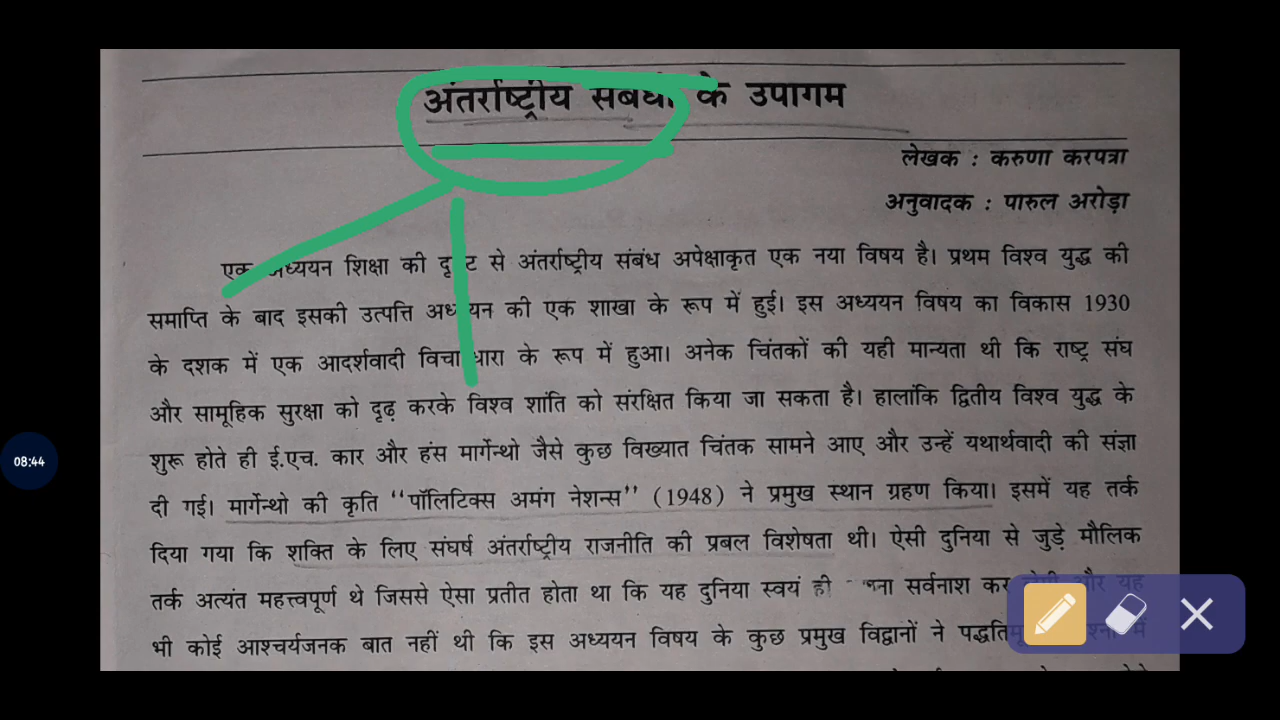 अंतर्राष्ट्रीय संबंधों के उपागम
लेखक : करुणा करपत्रा
अनुवादक : पारुल अरोड़ा
एक अध्ययन शिक्षा की दृष्टि से अंतर्राष्ट्रीय संबंध अपेक्षाकृत एक नया विषय है। प्रथम विश्व युद्ध की
समाप्ति के बाद इसकी उत्पत्ति अध्ययन की एक शाखा के रूप में हुई। इस अध्ययन विषय का विकास 1930
के दशक में एक आदर्शवादी विचारधारा के रूप में हुआ। अनेक चिंतकों की यही मान्यता थी कि राष्ट्र संघ
और सामूहिक सुरक्षा को दृढ़ करके विश्व शांति को संरक्षित किया जा सकता है। हालांकि द्वितीय विश्व युद्ध के
शुरू होते ही ई.एच. कार और हंस मार्गेन्थो जैसे कुछ विख्यात चिंतक सामने आए और उन्हें यथार्थवादी की संज्ञा
दी गई। मार्गेन्थो की कृति ‘‘पॉलिटिक्स अमंग नेशन्स’’ (1948) ने प्रमुख स्थान ग्रहण किया। इसमें यह तर्क
दिया गया कि शक्ति के लिए संघर्ष अंतर्राष्ट्रीय राजनीति की प्रबल विशेषता थी। ऐसी दुनिया से जुड़े मौलिक
तर्क अत्यंत महत्त्वपूर्ण थे जिससे ऐसा प्रतीत होता था कि यह दुनिया स्वयं ही सर्वनाश कर लेगी और यह
भी कोई आश्चर्यजनक बात नहीं थी कि इस अध्ययन विषय के कुछ प्रमुख विद्वानों ने में
08:44